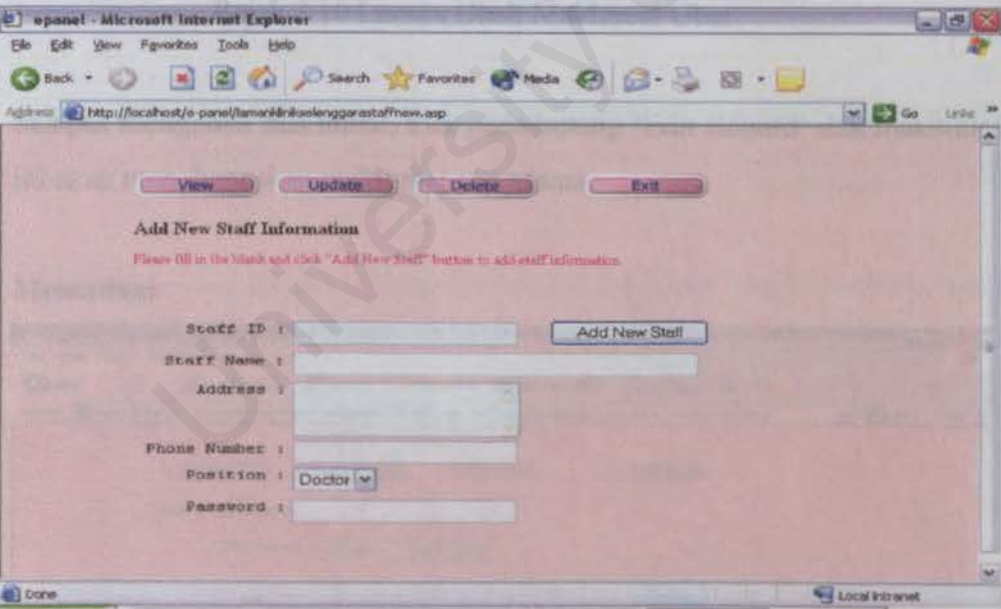 epanel - Microsoft Internet Explorer
File Edit View Favorites Tools Help
Back Search Favorites Media
Address http://localhost/e-panel/tamanklinikselenggarastaffnew.asp Go Links »
View Update Delete Exit
Add New Staff Information
Please fill in the blank and click "Add New Staff" button to add staff information.
Staff ID : Add New Staff
Staff Name :
Address :
Phone Number :
Position : Doctor
Password :
Done Local intranet
University